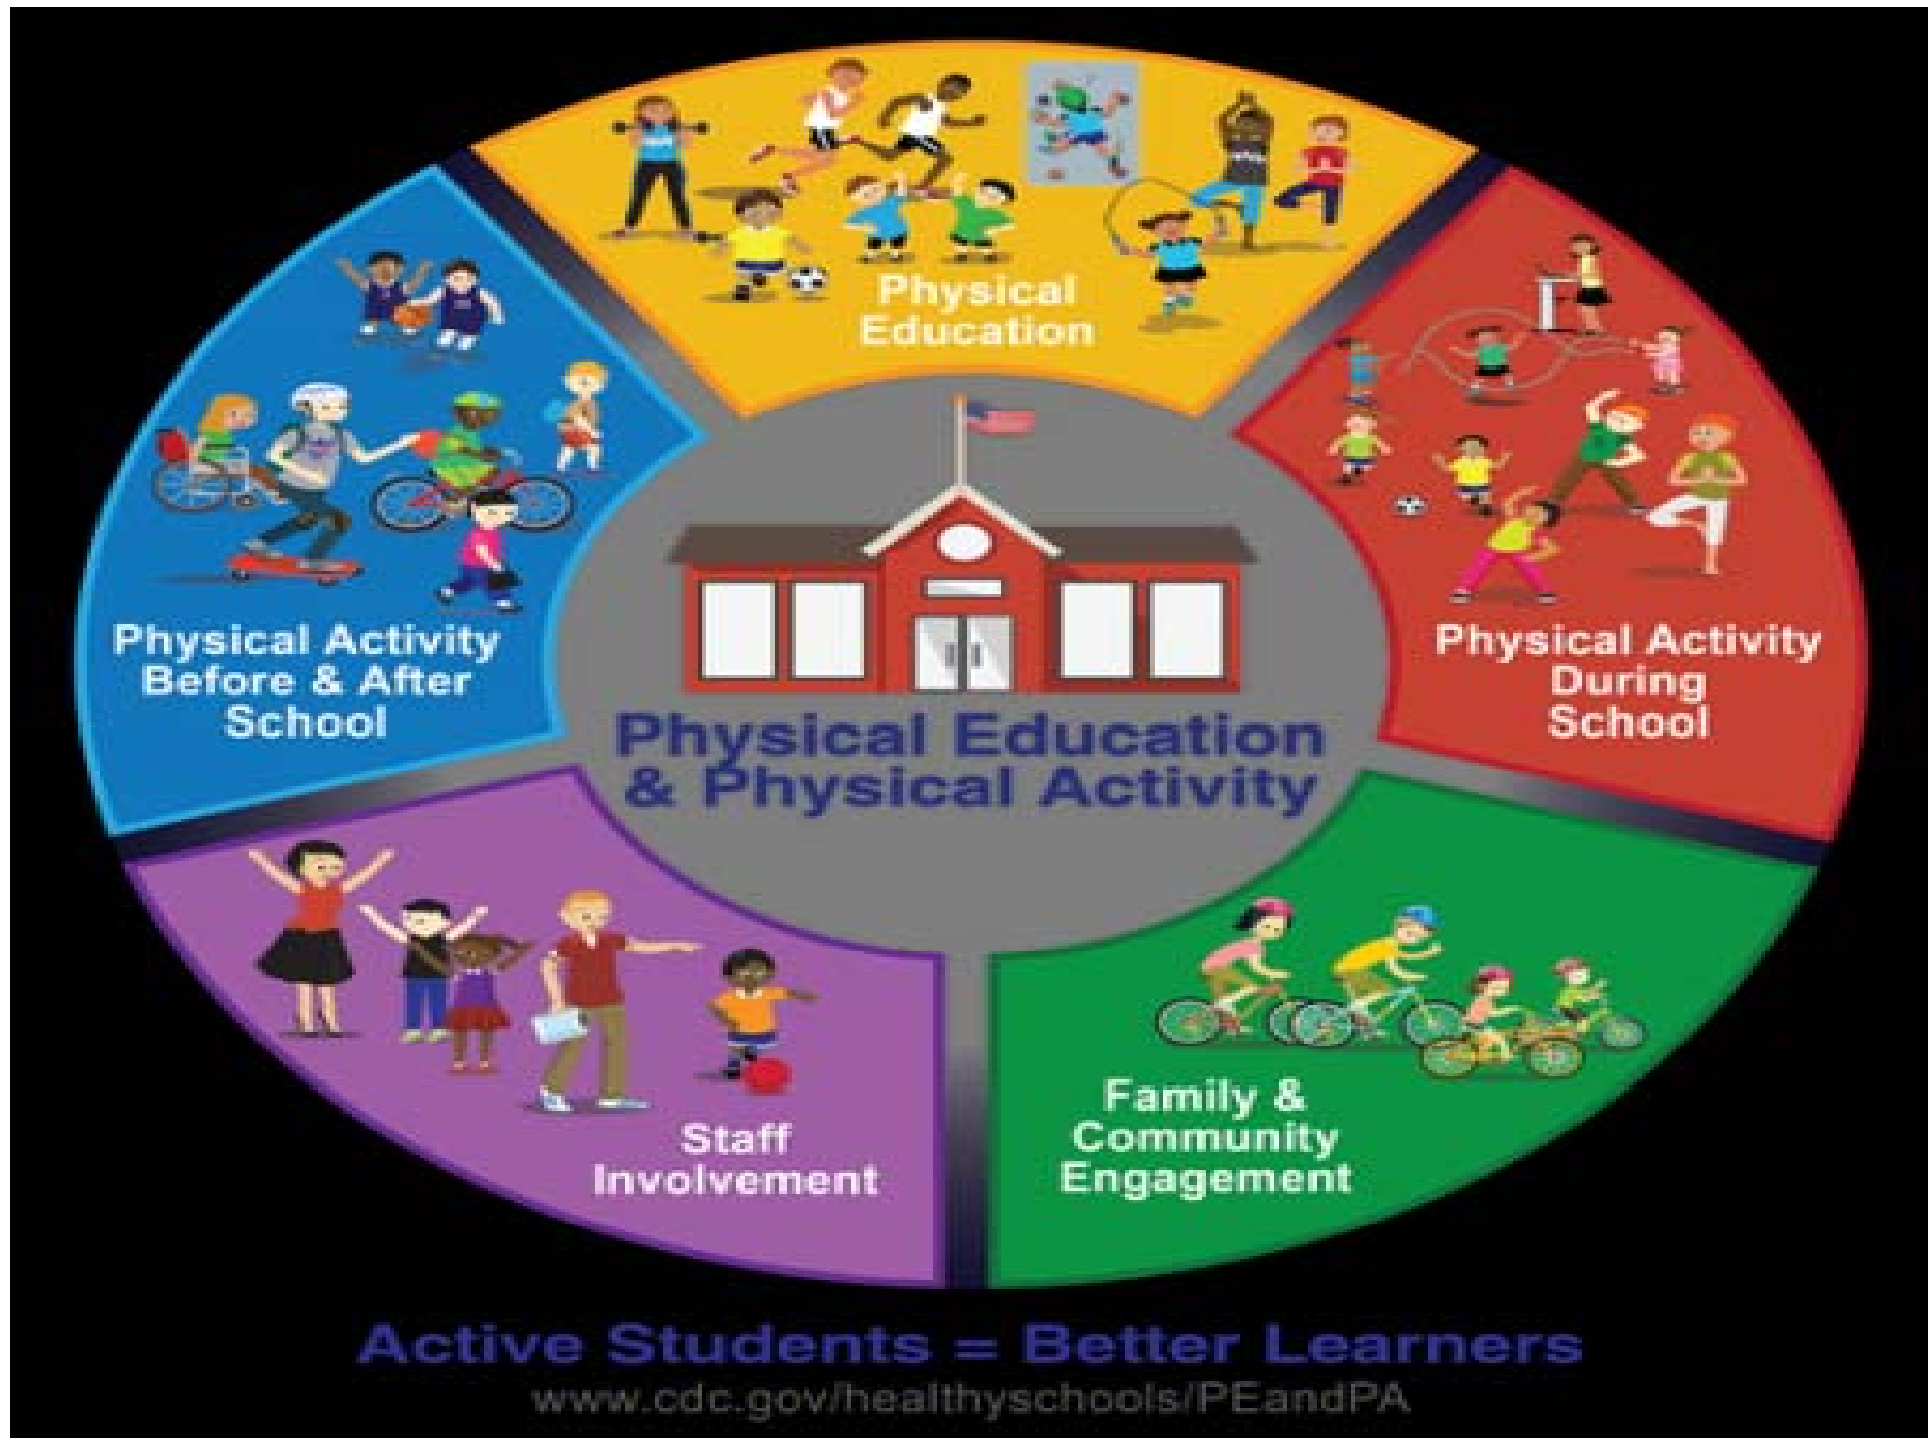 Physical
Education
Physical Activity
Before & After
School
Physical Activity
During
School
Physical Education
& Physical Activity
Staff
Involvement
Family &
Community
Engagement
Active Students = Better Learners
www.cdc.gov/healthyschools/PEandPA